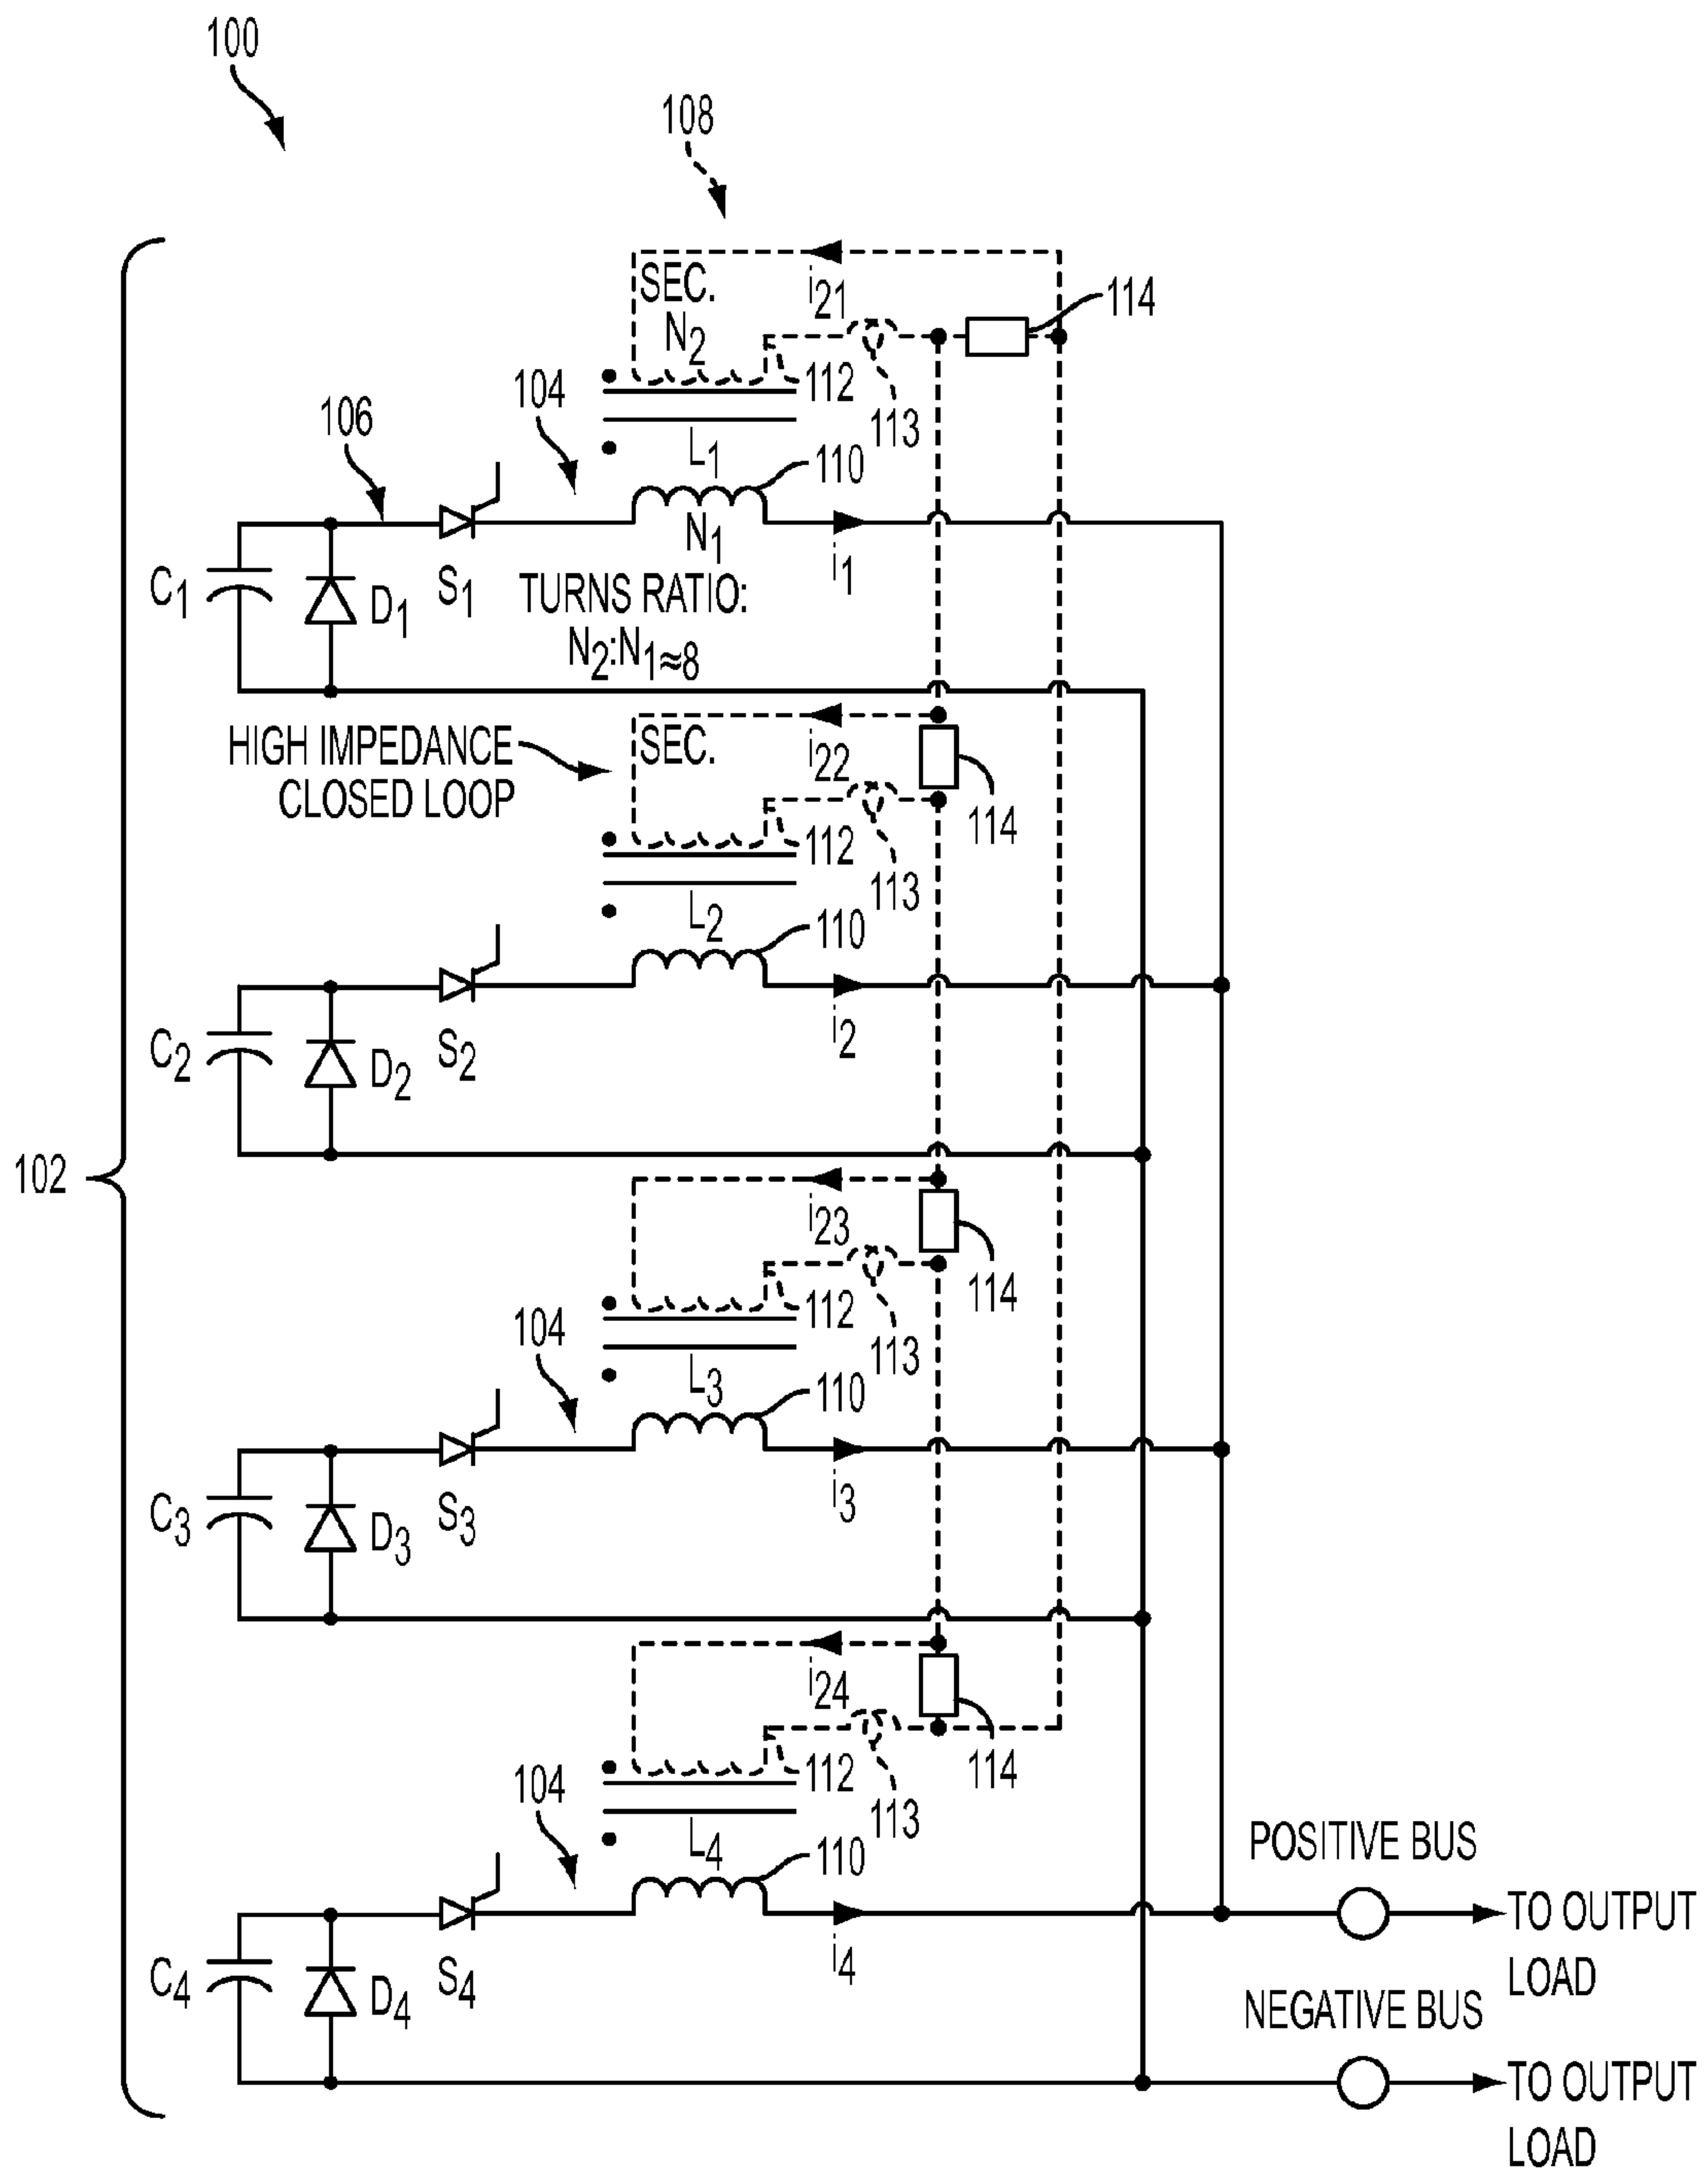 100
108
SEC.
N2
i21
114
104
112
106
113
L1
110
N1
i1
C1
D1
S1
TURNS RATIO:
N2:N1≈8
HIGH IMPEDANCE
CLOSED LOOP
SEC.
i22
114
112
113
L2
110
i2
C2
D2
S2
102
i23
114
112
104
113
L3
110
i3
C3
D3
S3
i24
114
112
104
113
L4
110
POSITIVE BUS
i4
TO OUTPUT
LOAD
C4
D4
S4
NEGATIVE BUS
TO OUTPUT
LOAD